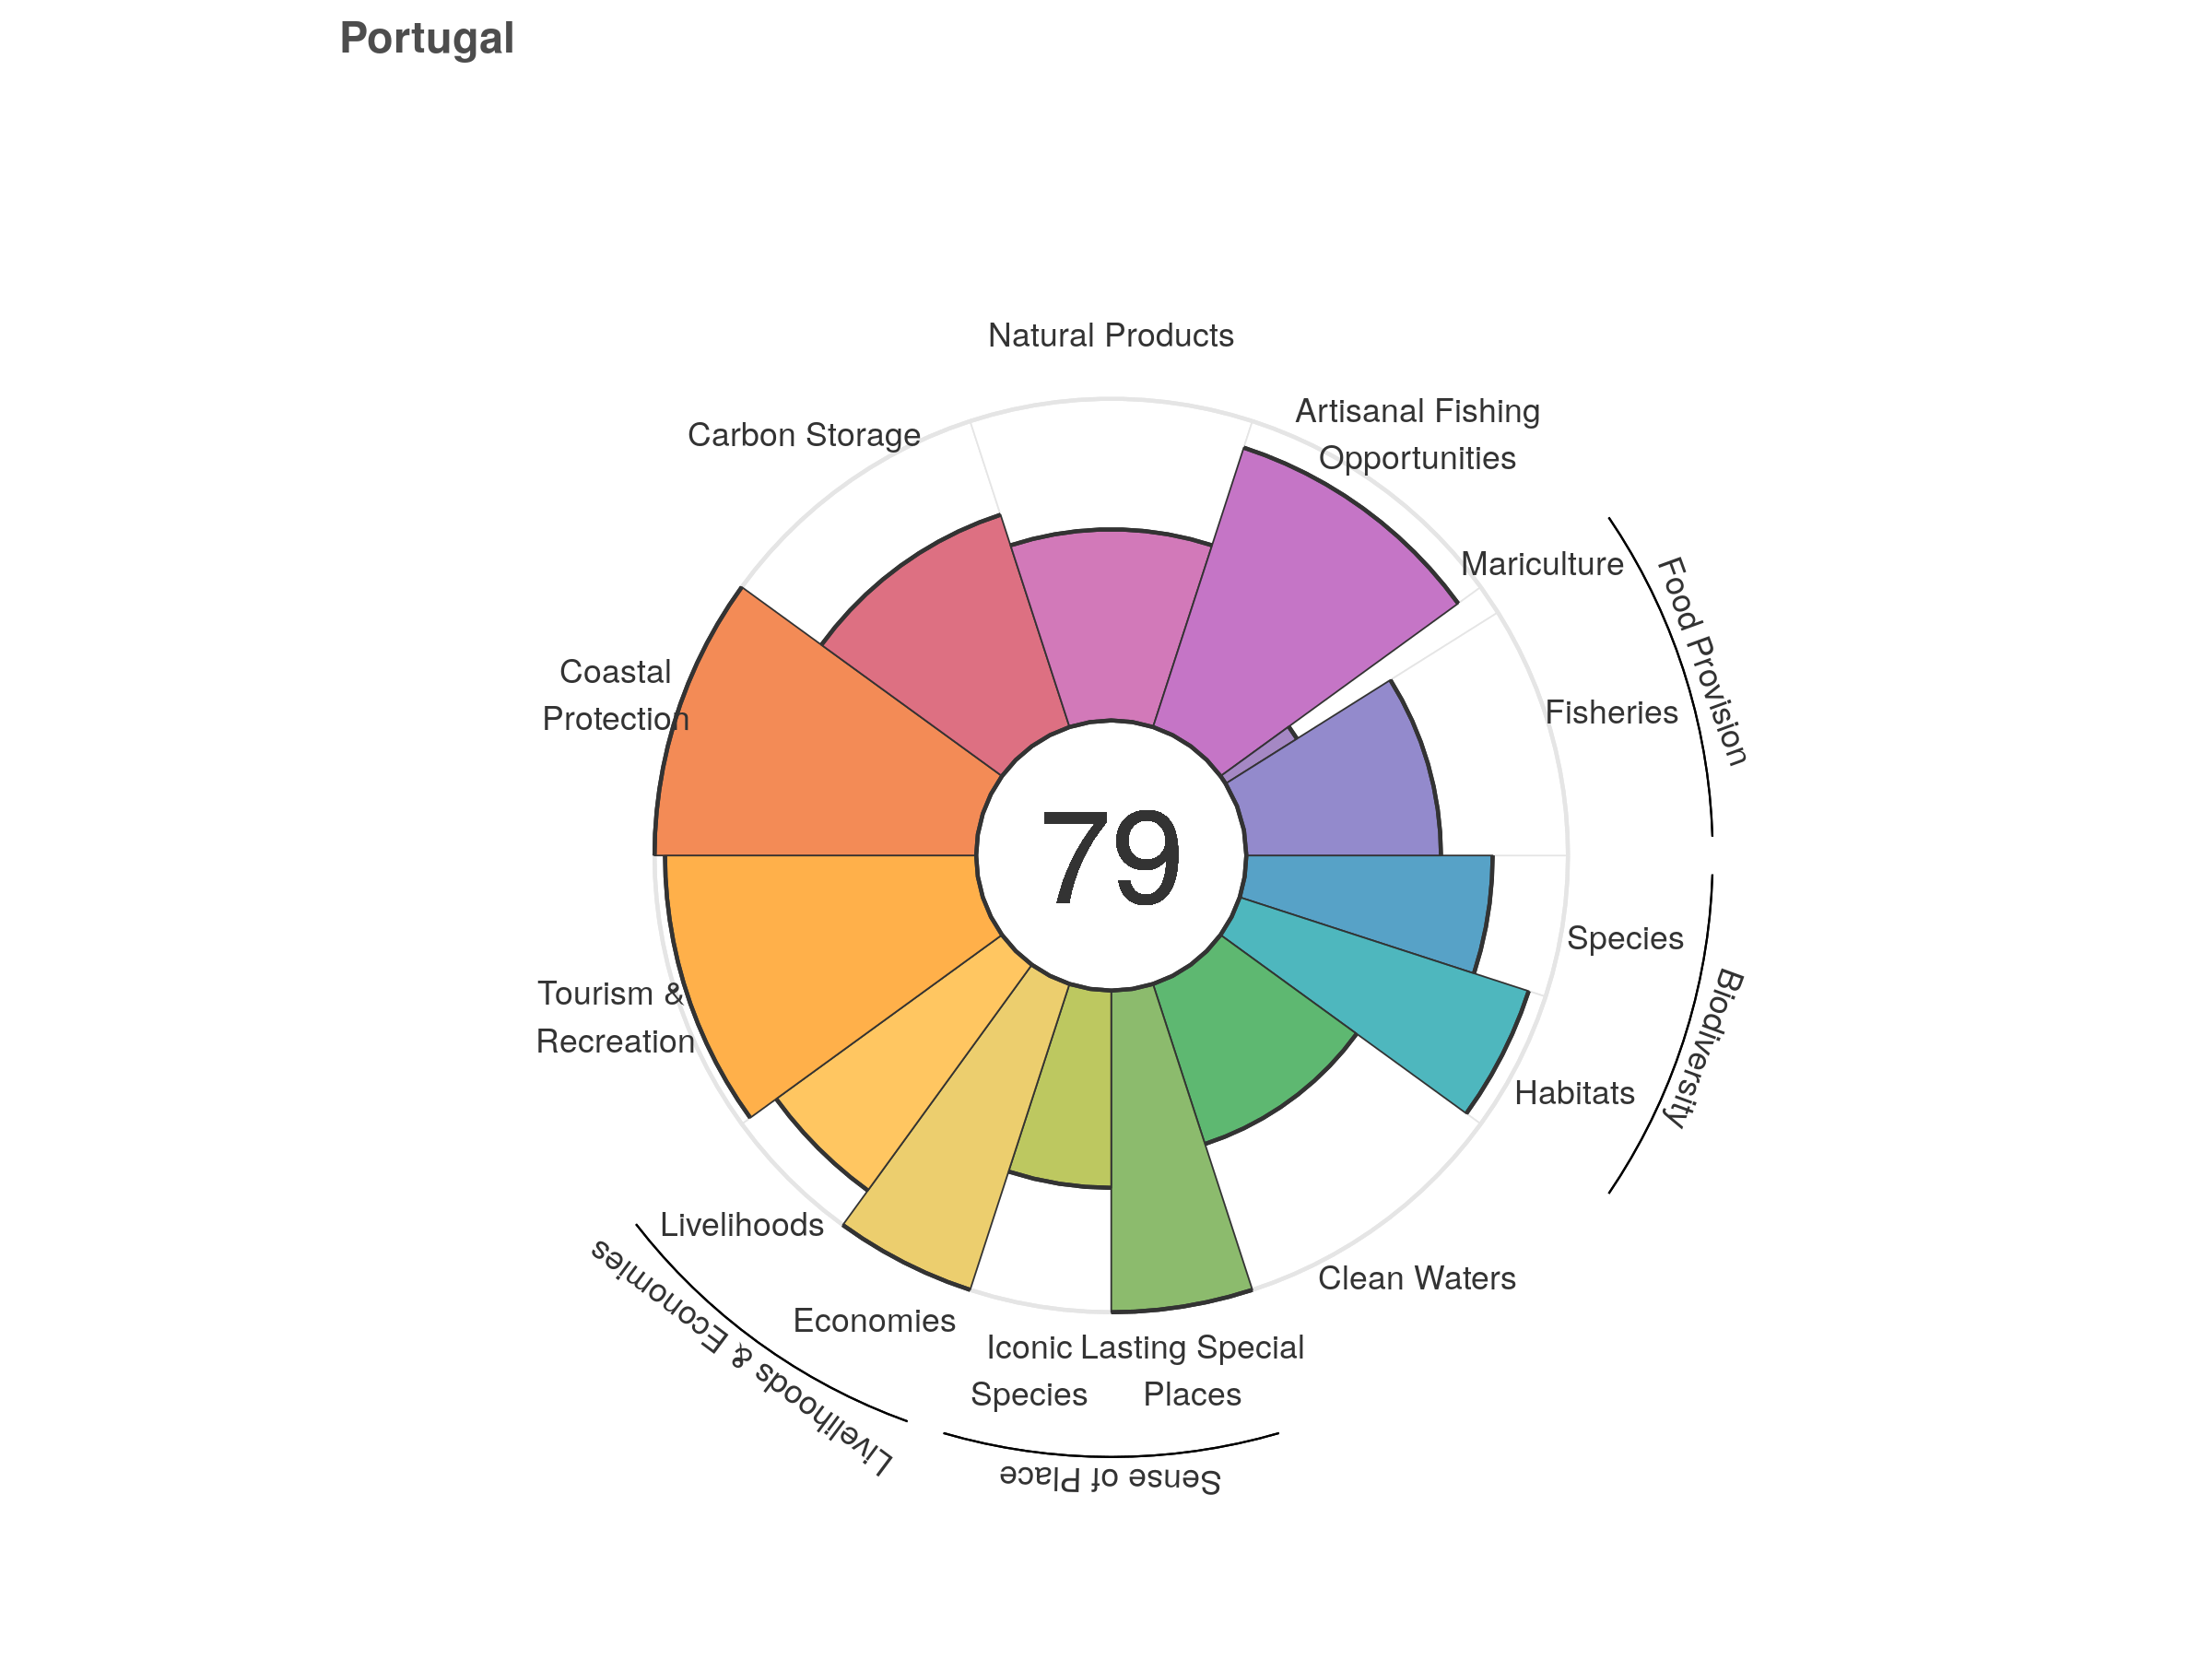 Portugal
Natural Products
Artisanal Fishing
Opportunities
Carbon Storage
Mariculture
Food Provision
Coastal
Protection
Fisheries
79
Species
Biodiversity
Tourism &
Recreation
Habitats
Livelihoods
Livelihoods & Economies
Clean Waters
Economies
Iconic
Species
Lasting Special
Places
Sense of Place